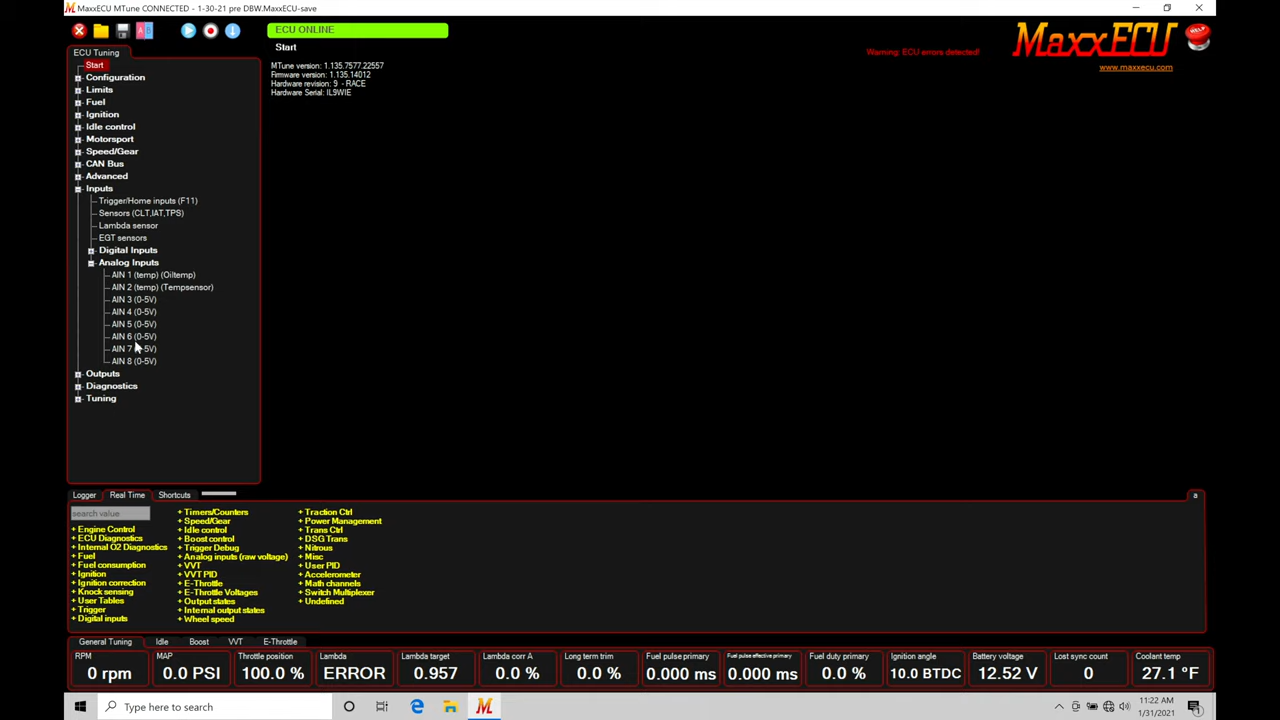 MaxxECU MTune CONNECTED - 1-30-21 pre DBW.MaxxECU-save
ECU ONLINE
ECU Tuning
Start
Configuration
Limits
Fuel
Ignition
Idle control
Motorsport
Speed/Gear
CAN Bus
Advanced
Inputs
Trigger/Home inputs (F11)
Sensors (CLT,IAT,TPS)
Lambda sensor
EGT sensors
Digital Inputs
Analog Inputs
AIN 1 (temp) (Oiltemp)
AIN 2 (temp) (Tempsensor)
AIN 3 (0-5V)
AIN 4 (0-5V)
AIN 5 (0-5V)
AIN 6 (0-5V)
AIN 7 -5V)
AIN 8 (0-5V)
Outputs
Diagnostics
Tuning
Start
MTune version: 1.135.7577.22557
Firmware version: 1.135.14012
Hardware revision: 9 - RACE
Hardware Serial: IL9WIE
Warning: ECU errors detected!
MaxxECU
HELP
www.maxxecu.com
Logger Real Time Shortcuts
a
search value
+ Engine Control
+ ECU Diagnostics
+ Internal O2 Diagnostics
+ Fuel
+ Fuel consumption
+ Ignition
+ Ignition correction
+ Knock sensing
+ User Tables
+ Trigger
+ Digital inputs
+ Timers/Counters
+ Speed/Gear
+ Idle control
+ Boost control
+ Trigger Debug
+ Analog inputs (raw voltage)
+ VVT
+ VVT PID
+ E-Throttle
+ E-Throttle Voltages
+ Output states
+ Internal output states
+ Wheel speed
+ Traction Ctrl
+ Power Management
+ Trans Ctrl
+ DSG Trans
+ Nitrous
+ Misc
+ User PID
+ Accelerometer
+ Math channels
+ Switch Multiplexer
+ Undefined
General Tuning Idle Boost VVT E-Throttle
RPM MAP Throttle position Lambda Lambda target Lambda corr A Long term trim Fuel pulse primary Fuel pulse effective primary Fuel duty primary Ignition angle Battery voltage Lost sync count Coolant temp
0 rpm 0.0 PSI 100.0 % ERROR 0.957 0.0 % 0.0 % 0.000 ms 0.000 ms 0.0 % 10.0 BTDC 12.52 V 0 27.1 °F
Type here to search
11:22 AM
1/31/2021